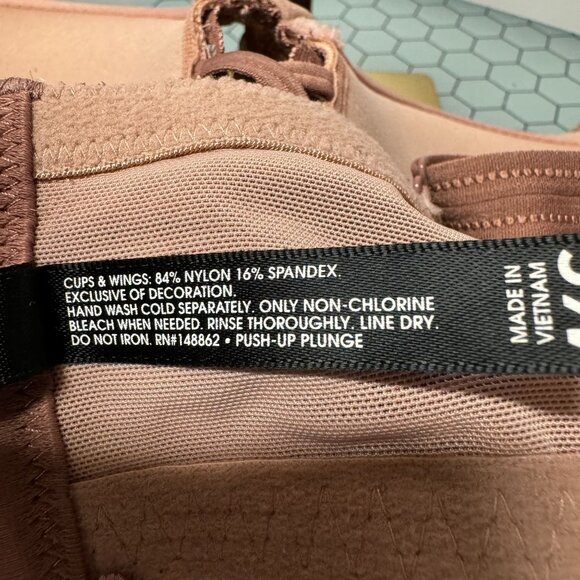 CUPS & WINGS: 84% NYLON 16% SPANDEX.
EXCLUSIVE OF DECORATION.
HAND WASH COLD SEPARATELY. ONLY NON-CHLORINE
BLEACH WHEN NEEDED. RINSE THOROUGHLY. LINE DRY.
DO NOT IRON. RN#148862 • PUSH-UP PLUNGE
MADE IN
VIETNAM